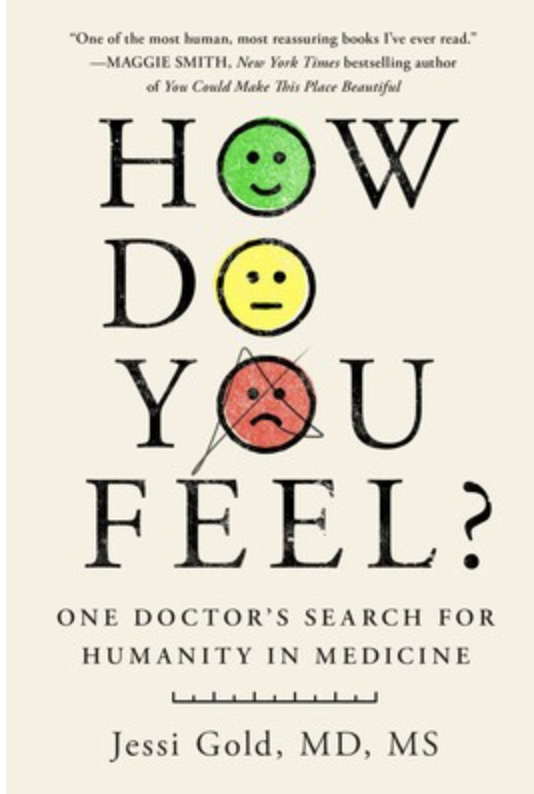 “One of the most human, most reassuring books I’ve ever read.”
—MAGGIE SMITH, New York Times bestselling author
of You Could Make This Place Beautiful
HOW
DO
YOU
FEEL?
ONE DOCTOR’S SEARCH FOR
HUMANITY IN MEDICINE
Jessi Gold, MD, MS